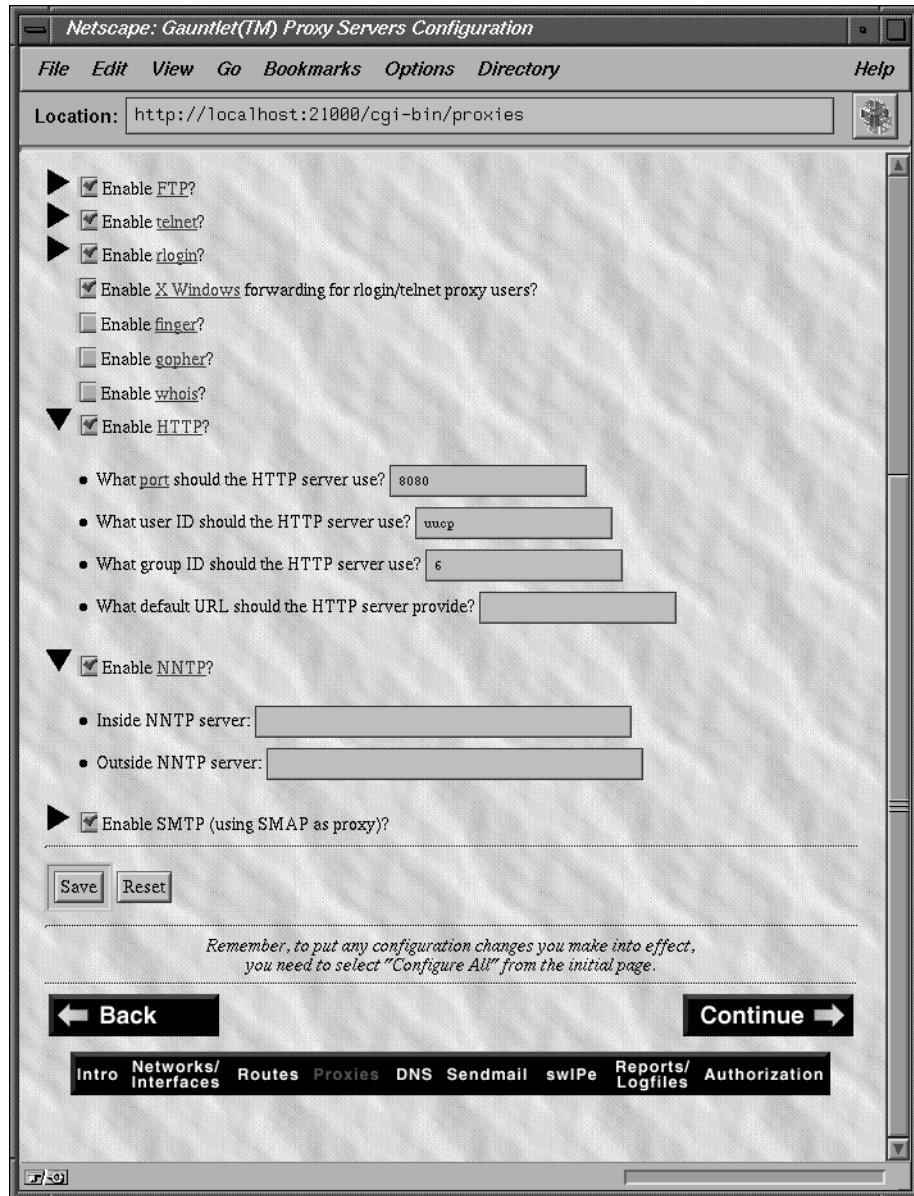 Netscape: Gauntlet(TM) Proxy Servers Configuration
File Edit View Go Bookmarks Options Directory Help
Location: http://localhost:21000/cgi-bin/proxies
Enable FTP?
Enable telnet?
Enable rlogin?
Enable X Windows forwarding for rlogin/telnet proxy users?
Enable finger?
Enable gopher?
Enable whois?
Enable HTTP?
• What port should the HTTP server use? 8080
• What user ID should the HTTP server use? uucp
• What group ID should the HTTP server use? 6
• What default URL should the HTTP server provide?
Enable NNTP?
• Inside NNTP server:
• Outside NNTP server:
Enable SMTP (using SMAP as proxy)?
Save Reset
Remember, to put any configuration changes you make into effect,
you need to select "Configure All" from the initial page.
Back Continue
Intro Networks/Interfaces Routes Proxies DNS Sendmail swIPe Reports/Logfiles Authorization